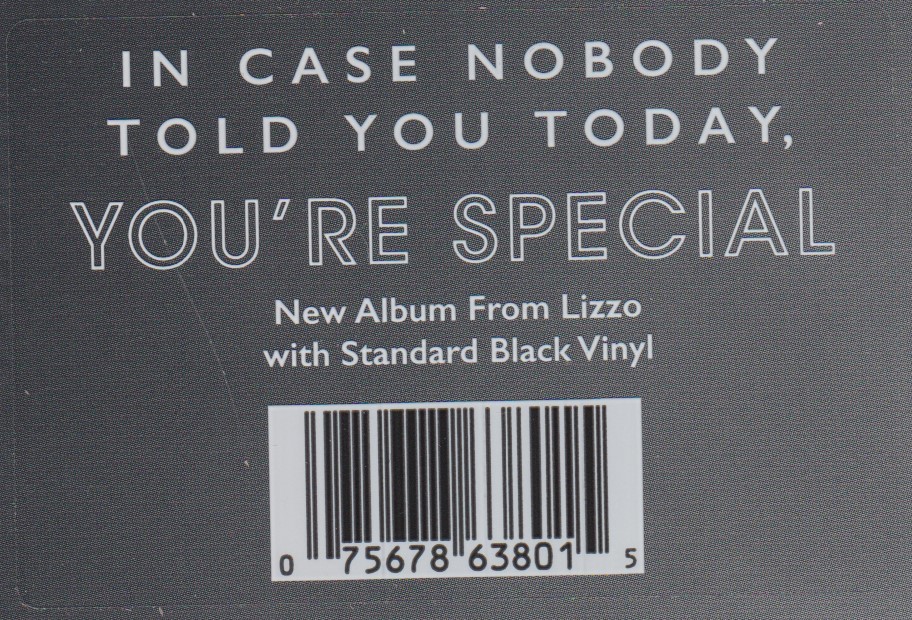 IN CASE NOBODY
TOLD YOU TODAY,
YOU'RE SPECIAL
New Album From Lizzo
with Standard Black Vinyl
0 75678 63801 5